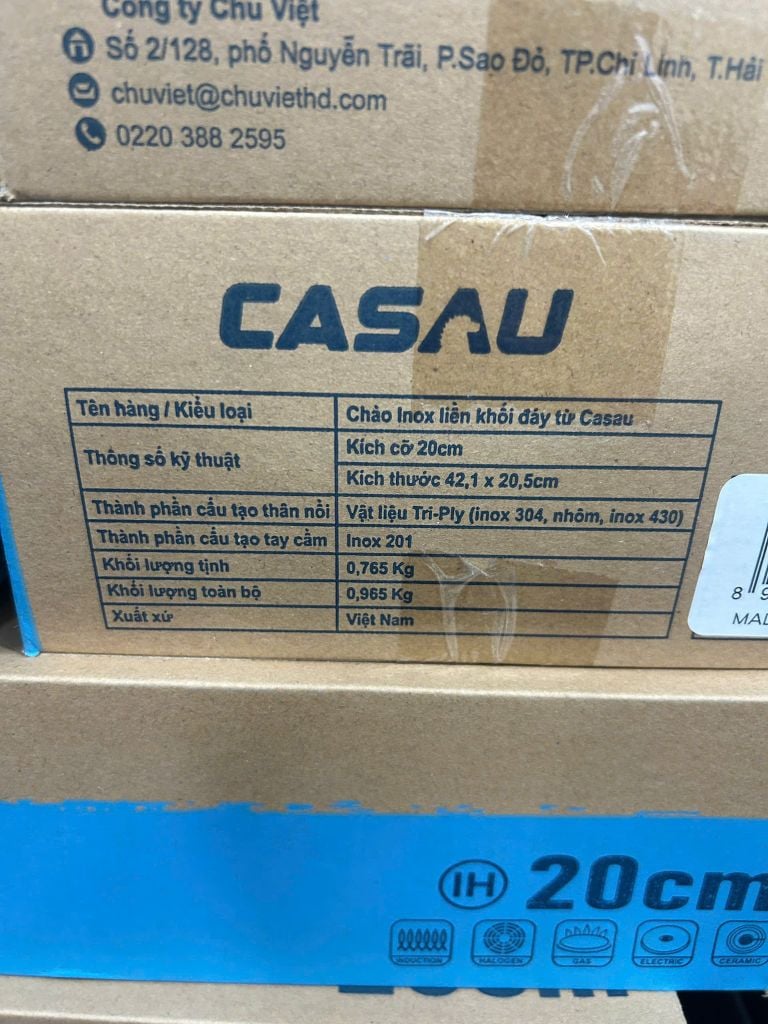 Công ty Chu Việt
Số 2/128, phố Nguyễn Trãi, P.Sao Đỏ, TP.Chí Linh, T.Hải
chuviet@chuviethd.com
0220 388 2595
CASAU
Tên hàng / Kiểu loại
Chảo Inox liền khối đáy từ Casau
Thông số kỹ thuật
Kích cỡ 20cm
Kích thước 42,1 x 20,5cm
Thành phần cấu tạo thân nồi
Vật liệu Tri-Ply (inox 304, nhôm, inox 430)
Thành phần cấu tạo tay cầm
Inox 201
Khối lượng tịnh
0,765 Kg
Khối lượng toàn bộ
0,965 Kg
Xuất xứ
Việt Nam
8 9
MAD
IH 20cm
INDUCTION
HALOGEN
GAS
ELECTRIC
CERAMIC